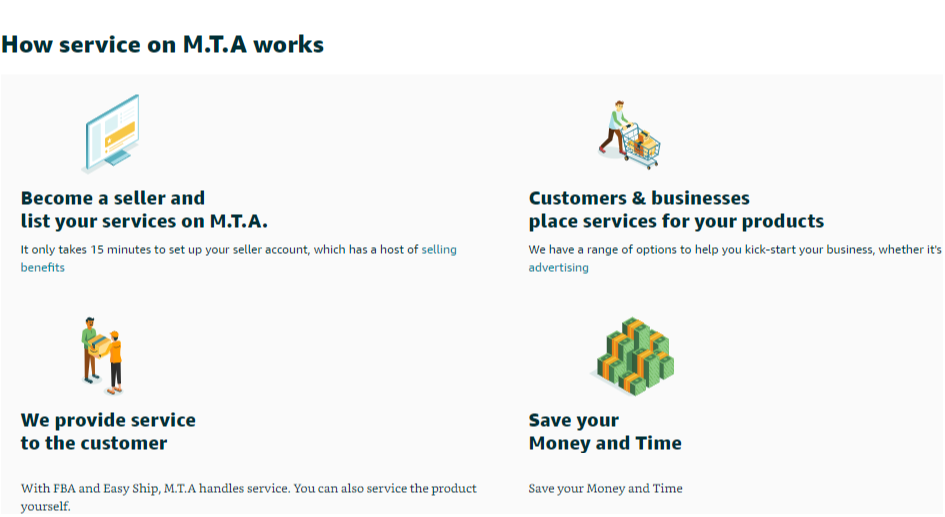 How service on M.T.A works
Become a seller and
list your services on M.T.A.
It only takes 15 minutes to set up your seller account, which has a host of selling
benefits
Customers & businesses
place services for your products
We have a range of options to help you kick-start your business, whether it's
advertising
We provide service
to the customer
With FBA and Easy Ship, M.T.A handles service. You can also service the product
yourself.
Save your
Money and Time
Save your Money and Time